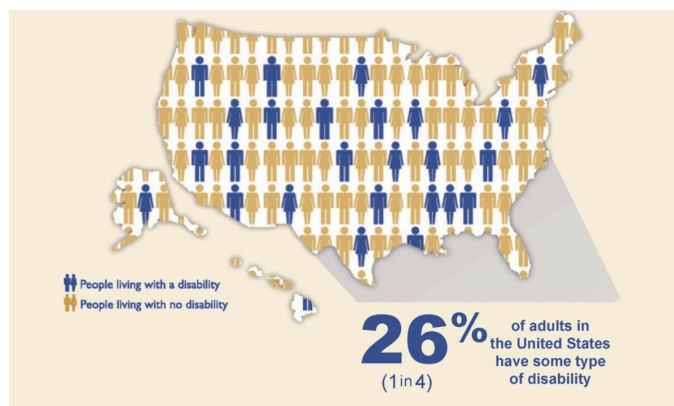 People living with a disability
People living with no disability
26%
(1 in 4)
of adults in
the United States
have some type
of disability